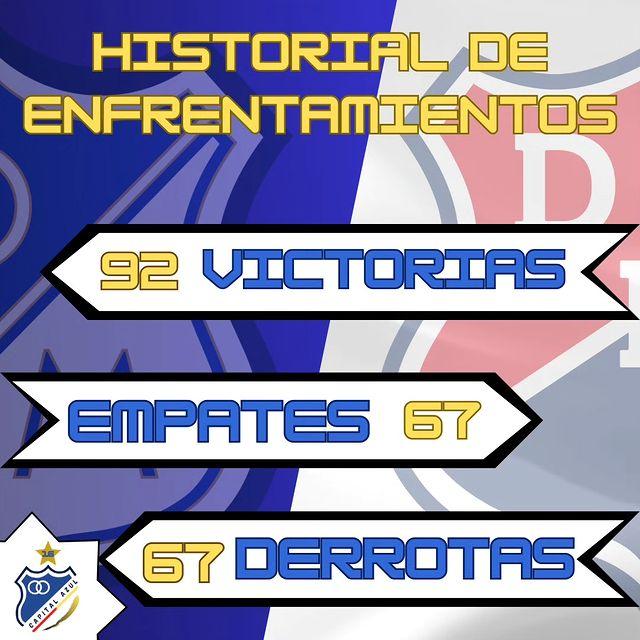 HISTORIAL DE
ENFRENTAMIENTOS
D
92 VICTORIAS
M
EMPATES 67
67 DERROTAS
CAPITAL AZUL